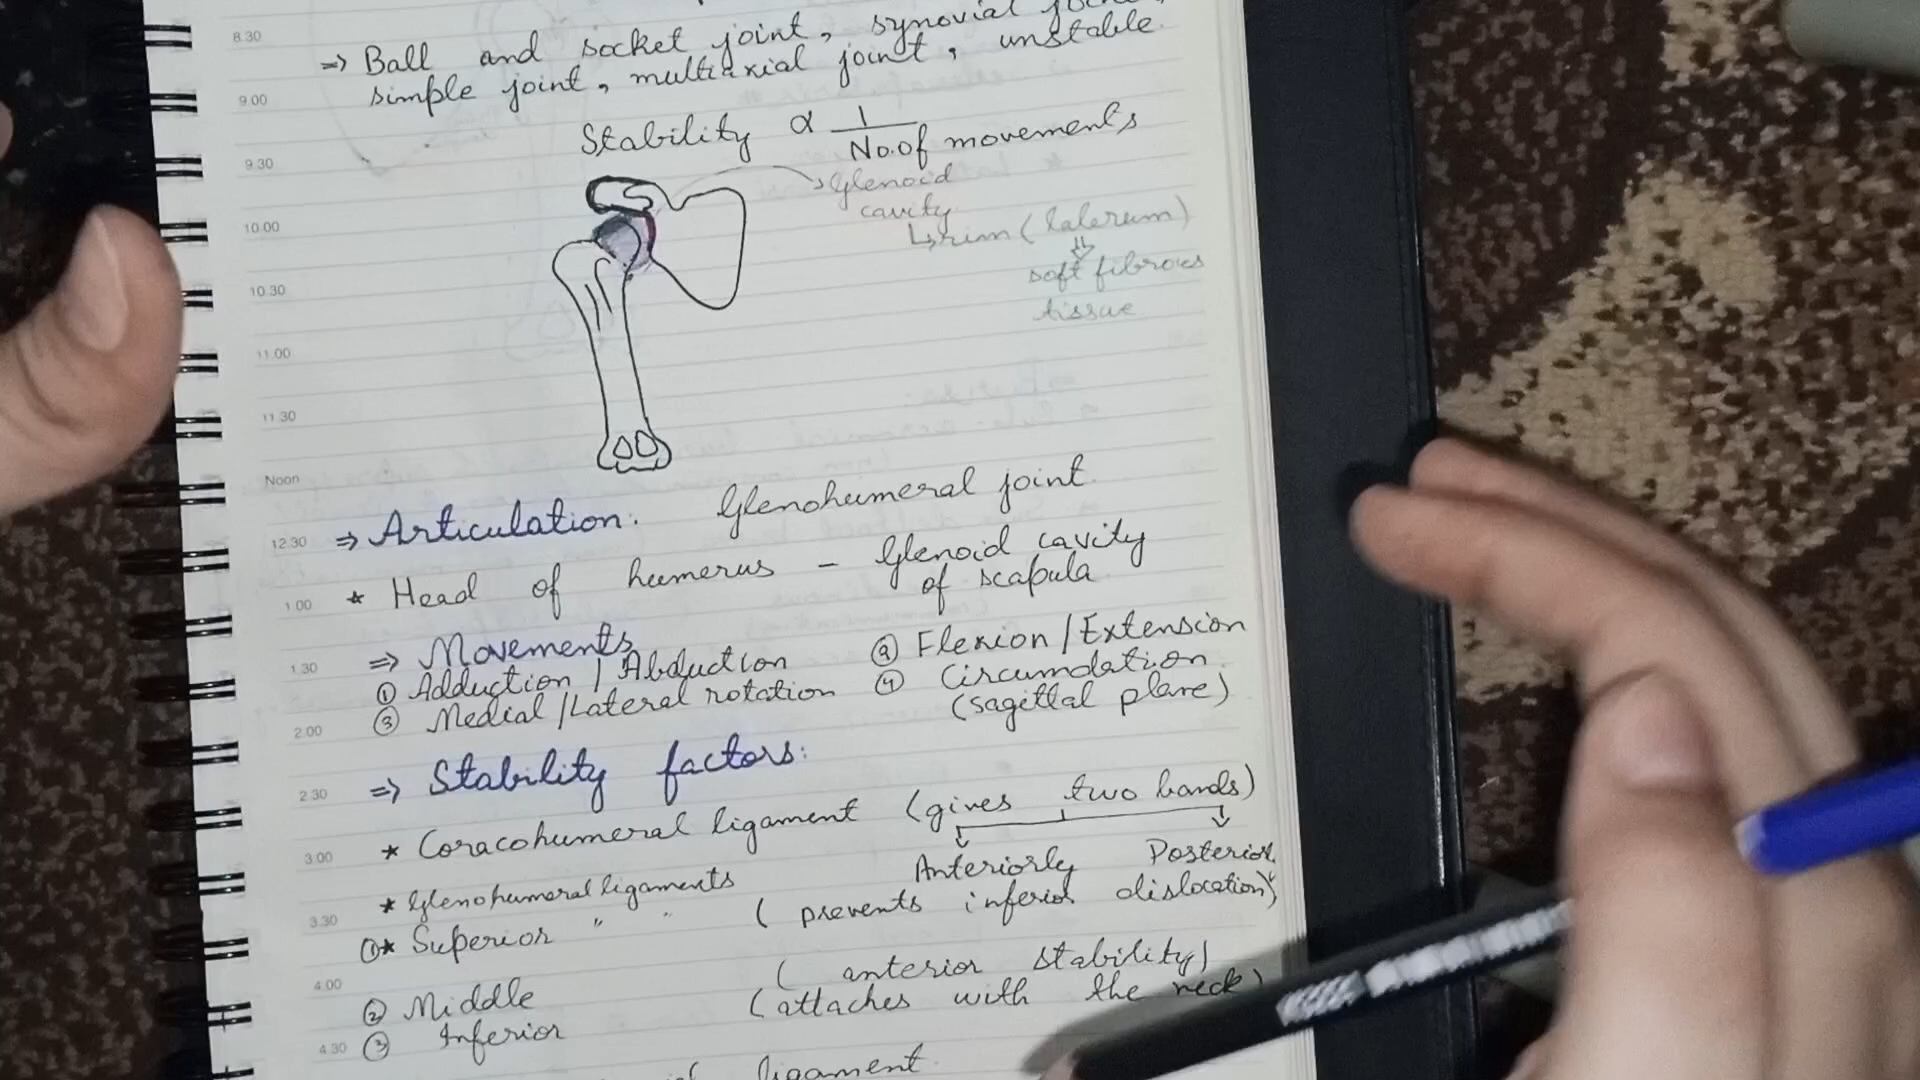 8.30
⇒ Ball and socket joint, synovial
9.00
simple joint, multiaxial joint, unstable.
Stability ∝ 1
No.of movements
9.30
Glenoid
cavity
10.00
↳ rim (laterum)
⇓
10.30
soft fibrous
tissue
11.00
11.30
Noon
⇒ Articulation: Glenohumeral joint.
12.30
* Head of humerus - Glenoid cavity
of scapula
1.00
⇒ Movements
1.30
① Adduction / Abduction ② Flexion / Extension
③ Medial / Lateral rotation ④ Circumdation
(sagittal plane)
2.00
⇒ Stability factors:
2.30
* Coracohumeral ligament (gives two bands)
3.00
Anteriorly Posterior
* Glenohumeral ligaments
3.30
①* Superior " " (prevents inferior dislocation)
4.00
② Middle (anterior stability)
③ Inferior (attaches with the neck)
4.30
ligament